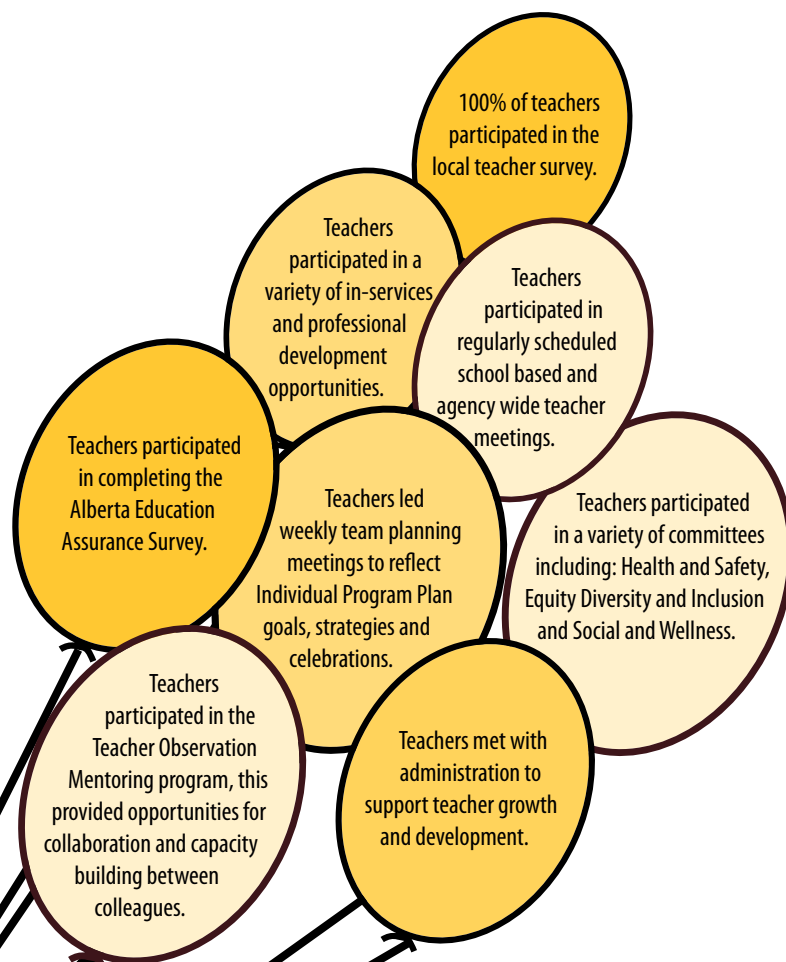 100% of teachers
participated in the
local teacher survey.
Teachers
participated in a
variety of in-services
and professional
development
opportunities.
Teachers
participated in
regularly scheduled
school based and
agency wide teacher
meetings.
Teachers participated
in completing the
Alberta Education
Assurance Survey.
Teachers led
weekly team planning
meetings to reflect
Individual Program Plan
goals, strategies and
celebrations.
Teachers participated
in a variety of committees
including: Health and Safety,
Equity Diversity and Inclusion
and Social and Wellness.
Teachers
participated in the
Teacher Observation
Mentoring program, this
provided opportunities for
collaboration and capacity
building between
colleagues.
Teachers met with
administration to
support teacher growth
and development.